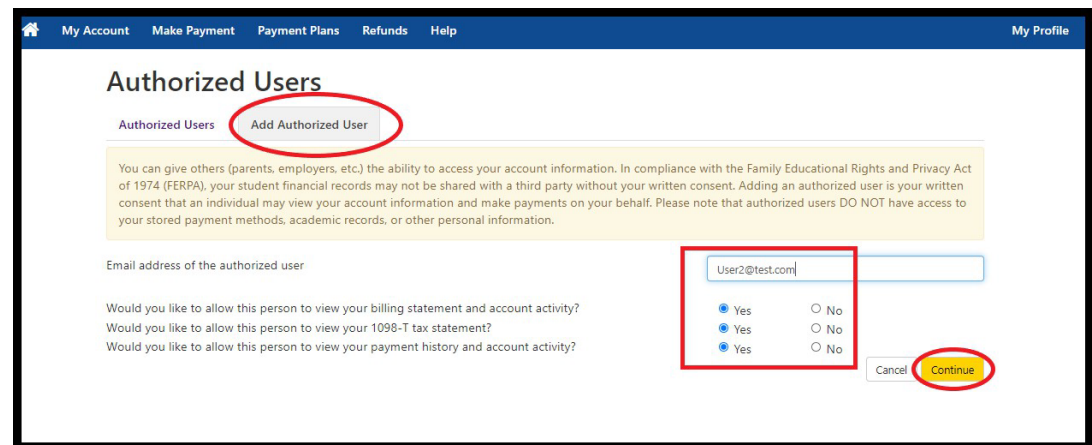 My Account Make Payment Payment Plans Refunds Help My Profile
Authorized Users
Authorized Users Add Authorized User
You can give others (parents, employers, etc.) the ability to access your account information. In compliance with the Family Educational Rights and Privacy Act
of 1974 (FERPA), your student financial records may not be shared with a third party without your written consent. Adding an authorized user is your written
consent that an individual may view your account information and make payments on your behalf. Please note that authorized users DO NOT have access to
your stored payment methods, academic records, or other personal information.
Email address of the authorized user User2@test.com
Would you like to allow this person to view your billing statement and account activity? Yes No
Would you like to allow this person to view your 1098-T tax statement? Yes No
Would you like to allow this person to view your payment history and account activity? Yes No
Cancel Continue